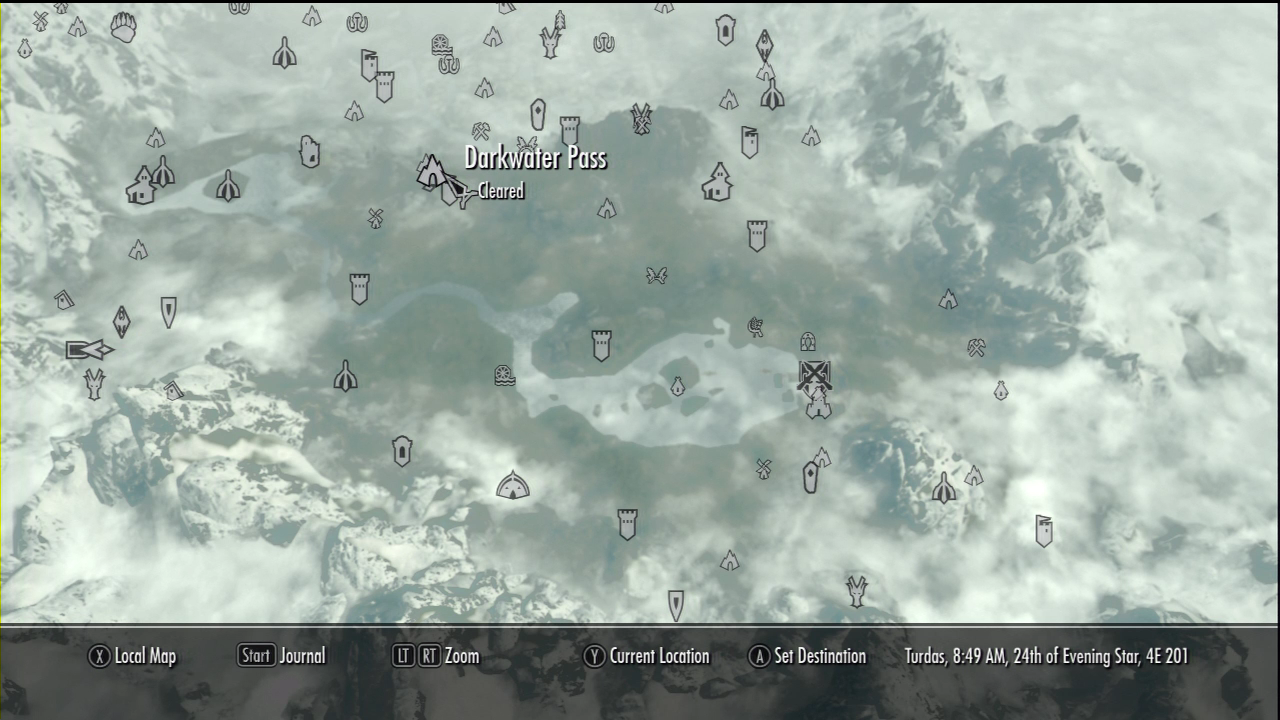 Darkwater Pass
Cleared
X Local Map Start Journal LT RT Zoom Y Current Location A Set Destination Turdas, 8:49 AM, 24th of Evening Star, 4E 201